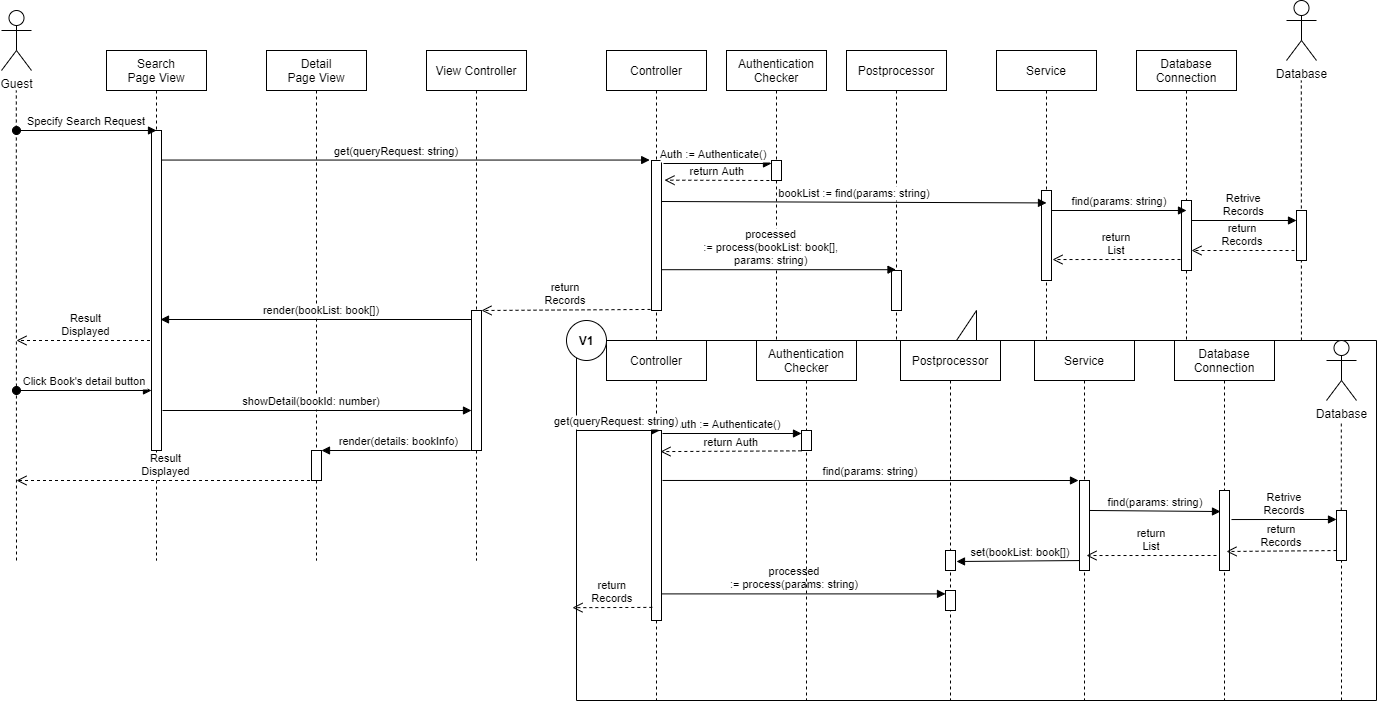 Guest
Search
Page View
Detail
Page View
View Controller
Controller
Authentication
Checker
Postprocessor
Service
Database
Connection
Database
Specify Search Request
get(queryRequest: string)
Auth := Authenticate()
return Auth
bookList := find(params: string)
find(params: string)
Retrive
Records
return
Records
return
List
processed
:= process(bookList: book[],
params: string)
return
Records
render(bookList: book[])
Result
Displayed
Click Book's detail button
showDetail(bookId: number)
render(details: bookInfo)
Result
Displayed
V1
Controller
Authentication
Checker
Postprocessor
Service
Database
Connection
Database
get(queryRequest: string)
uth := Authenticate()
return Auth
find(params: string)
find(params: string)
Retrive
Records
return
Records
return
List
set(bookList: book[])
processed
:= process(params: string)
return
Records